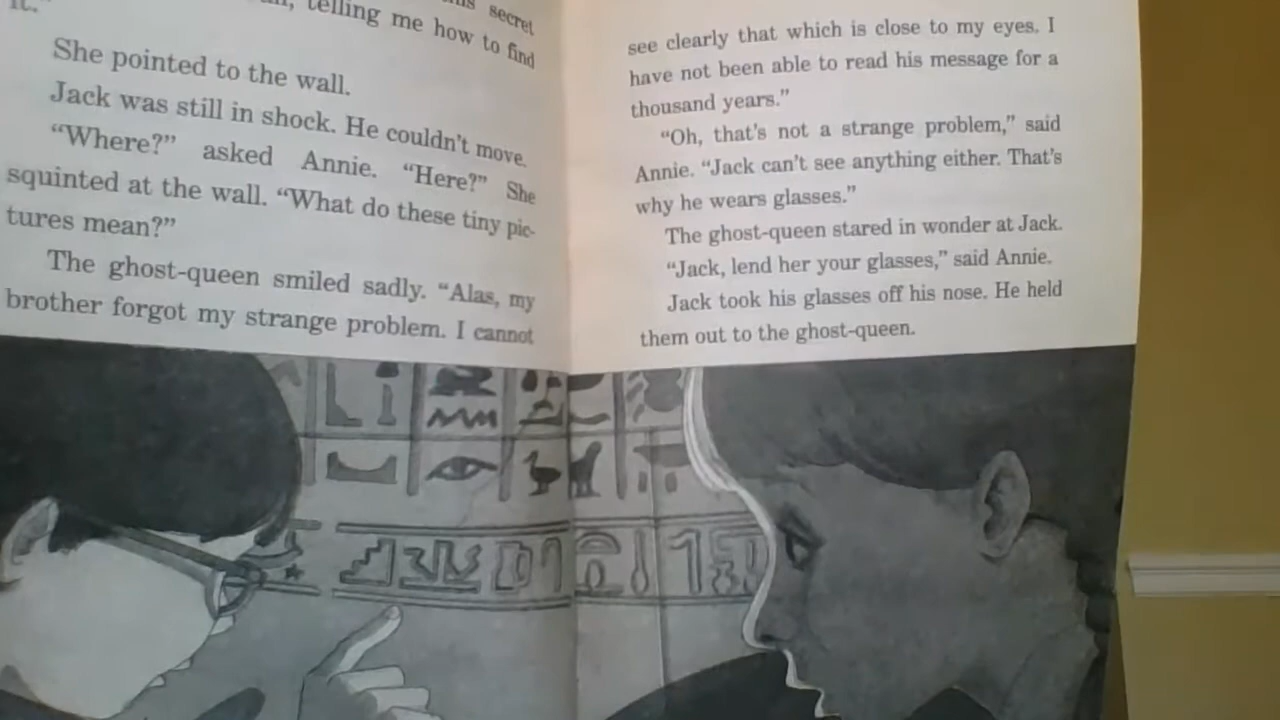 it."
telling me how to find
secret
She pointed to the wall.
Jack was still in shock. He couldn't move.
"Where?" asked Annie. "Here?" She
squinted at the wall. "What do these tiny pic-
tures mean?"
The ghost-queen smiled sadly. "Alas, my
brother forgot my strange problem. I cannot
see clearly that which is close to my eyes. I
have not been able to read his message for a
thousand years."
"Oh, that's not a strange problem," said
Annie. "Jack can't see anything either. That's
why he wears glasses."
The ghost-queen stared in wonder at Jack.
"Jack, lend her your glasses," said Annie.
Jack took his glasses off his nose. He held
them out to the ghost-queen.